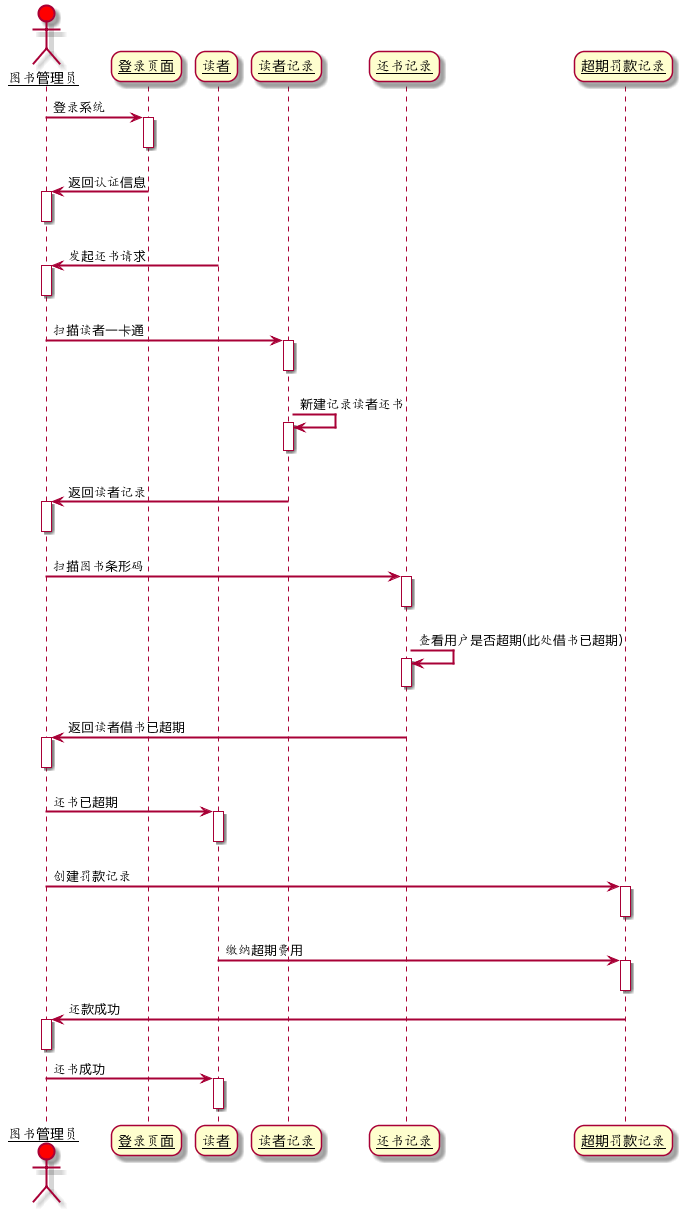 图书管理员
登录页面
读者
读者记录
还书记录
超期罚款记录
登录系统
返回认证信息
发起还书请求
扫描读者一卡通
新建记录读者还书
返回读者记录
扫描图书条形码
查看用户是否超期(此处借书已超期)
返回读者借书已超期
还书已超期
创建罚款记录
缴纳超期费用
还款成功
还书成功
图书管理员
登录页面
读者
读者记录
还书记录
超期罚款记录